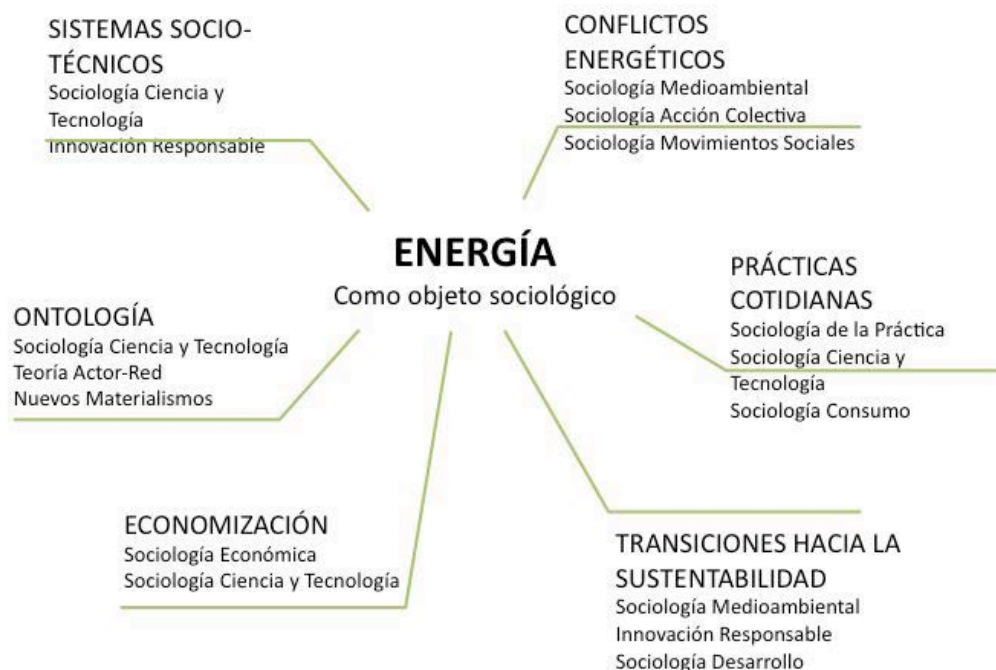 SISTEMAS SOCIO-
TÉCNICOS
Sociología Ciencia y
Tecnología
Innovación Responsable
CONFLICTOS
ENERGÉTICOS
Sociología Medioambiental
Sociología Acción Colectiva
Sociología Movimientos Sociales
ENERGÍA
Como objeto sociológico
PRÁCTICAS
COTIDIANAS
Sociología de la Práctica
Sociología Ciencia y
Tecnología
Sociología Consumo
ONTOLOGÍA
Sociología Ciencia y Tecnología
Teoría Actor-Red
Nuevos Materialismos
ECONOMIZACIÓN
Sociología Económica
Sociología Ciencia y Tecnología
TRANSICIONES HACIA LA
SUSTENTABILIDAD
Sociología Medioambiental
Innovación Responsable
Sociología Desarrollo